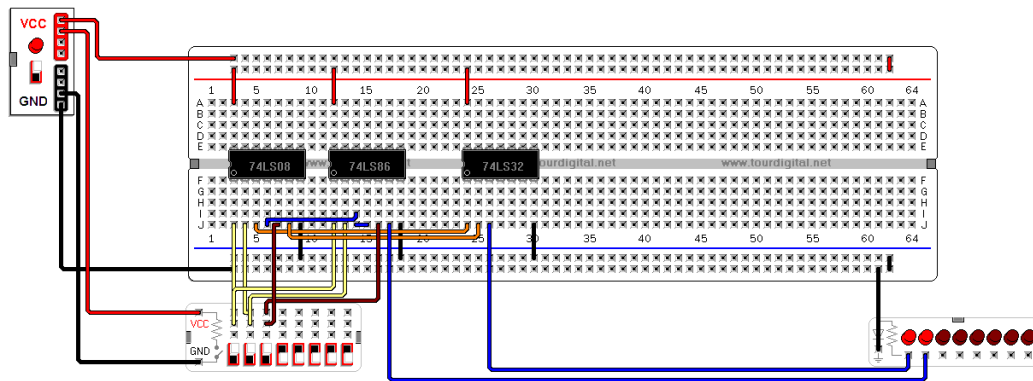 VCC
GND
1 5 10 15 20 25 30 35 40 45 50 55 60 64
A A
B B
C C
D D
E E
74LS08 www.tourdigital.net 74LS86 74LS32 tourdigital.net www.tourdigital.net
F F
G G
H H
I I
J J
1 5 10 15 20 25 30 35 40 45 50 55 60 64
VCC
GND